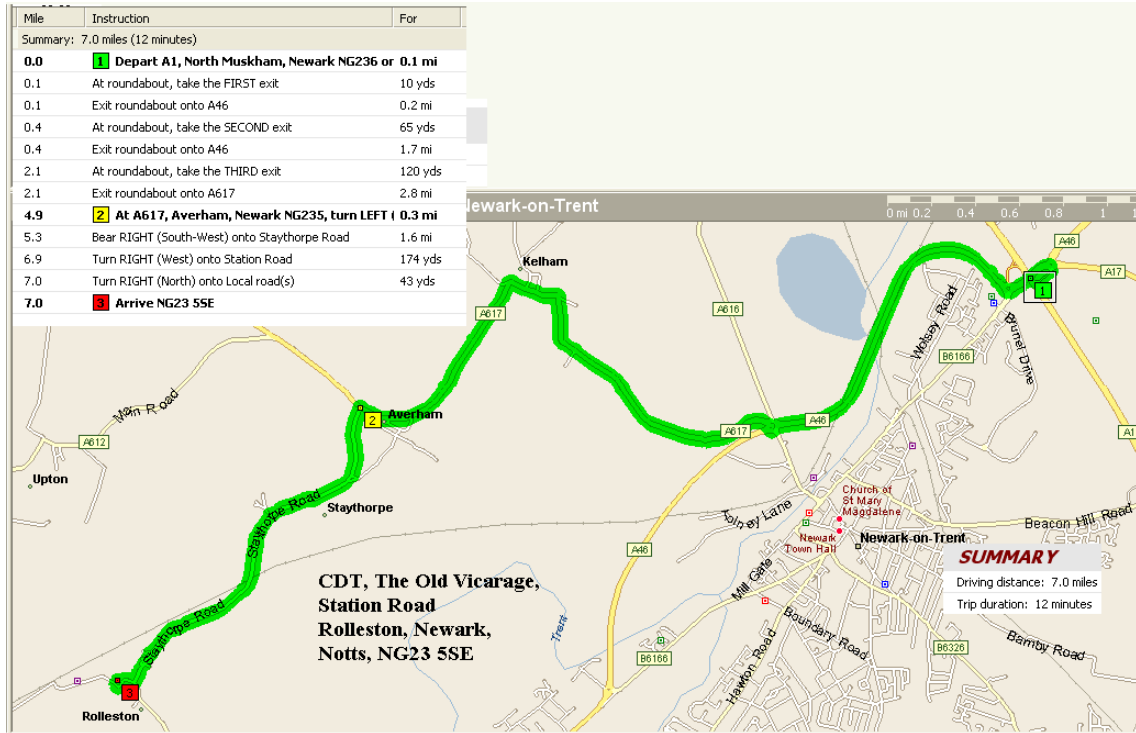 Mile Instruction For
Summary: 7.0 miles (12 minutes)
0.0 1 Depart A1, North Muskham, Newark NG236 or 0.1 mi
0.1 At roundabout, take the FIRST exit 10 yds
0.1 Exit roundabout onto A46 0.2 mi
0.4 At roundabout, take the SECOND exit 65 yds
0.4 Exit roundabout onto A46 1.7 mi
2.1 At roundabout, take the THIRD exit 120 yds
2.1 Exit roundabout onto A617 2.8 mi
4.9 2 At A617, Averham, Newark NG235, turn LEFT ( 0.3 mi
5.3 Bear RIGHT (South-West) onto Staythorpe Road 1.6 mi
6.9 Turn RIGHT (West) onto Station Road 174 yds
7.0 Turn RIGHT (North) onto Local road(s) 43 yds
7.0 3 Arrive NG23 5SE
Newark-on-Trent
0 mi 0.2 0.4 0.6 0.8 1
A46
A17
Kelham
1
A617
A616
Wolsey Road
Brunel Drive
B6166
Main Road
2
Averham
A612
A617
A46
A1
Upton
Staythorpe Road
Staythorpe
Church of
St Mary
Magdalene
Tolney Lane
Beacon Hill Road
Newark
Town Hall
Newark-on-Trent
A46
SUMMARY
Driving distance: 7.0 miles
Trip duration: 12 minutes
CDT, The Old Vicarage,
Station Road
Rolleston, Newark,
Notts, NG23 5SE
Mill Gate
Staythorpe Road
Trent
Boundary Road
Barnby Road
B6326
B6166
Hawton Road
3
Rolleston